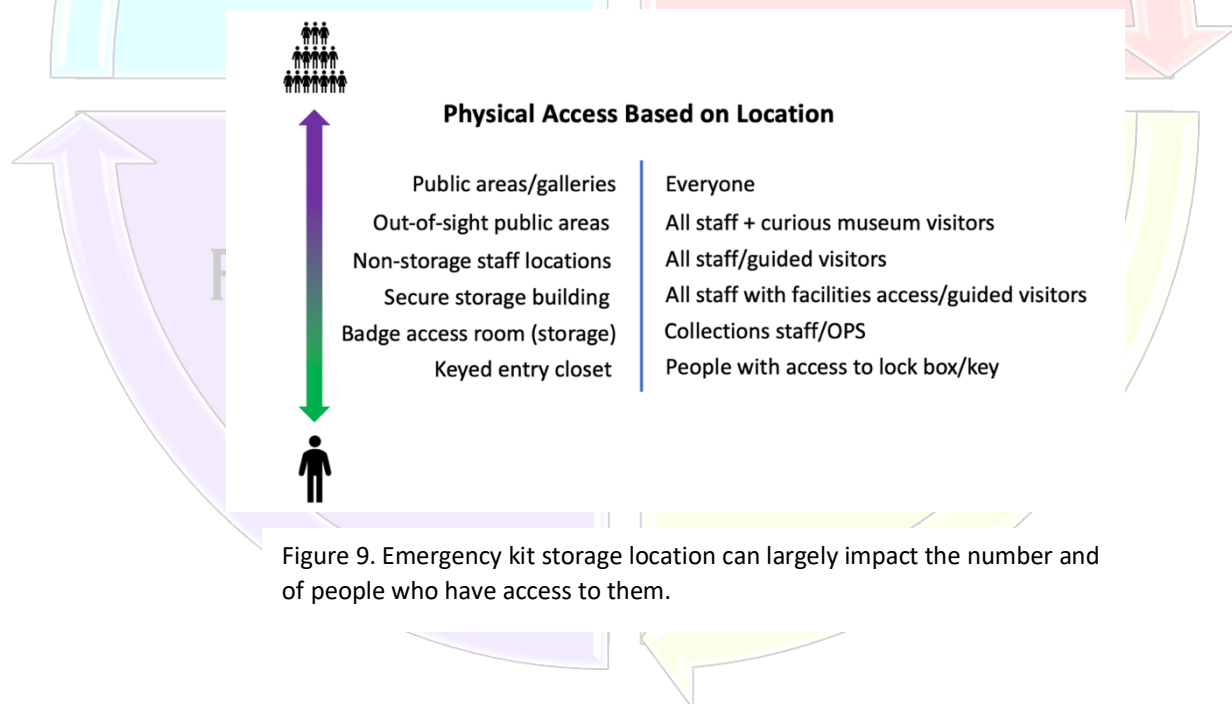 Physical Access Based on Location
Public areas/galleries Everyone
Out-of-sight public areas All staff + curious museum visitors
Non-storage staff locations All staff/guided visitors
Secure storage building All staff with facilities access/guided visitors
Badge access room (storage) Collections staff/OPS
Keyed entry closet People with access to lock box/key
Figure 9. Emergency kit storage location can largely impact the number and
of people who have access to them.